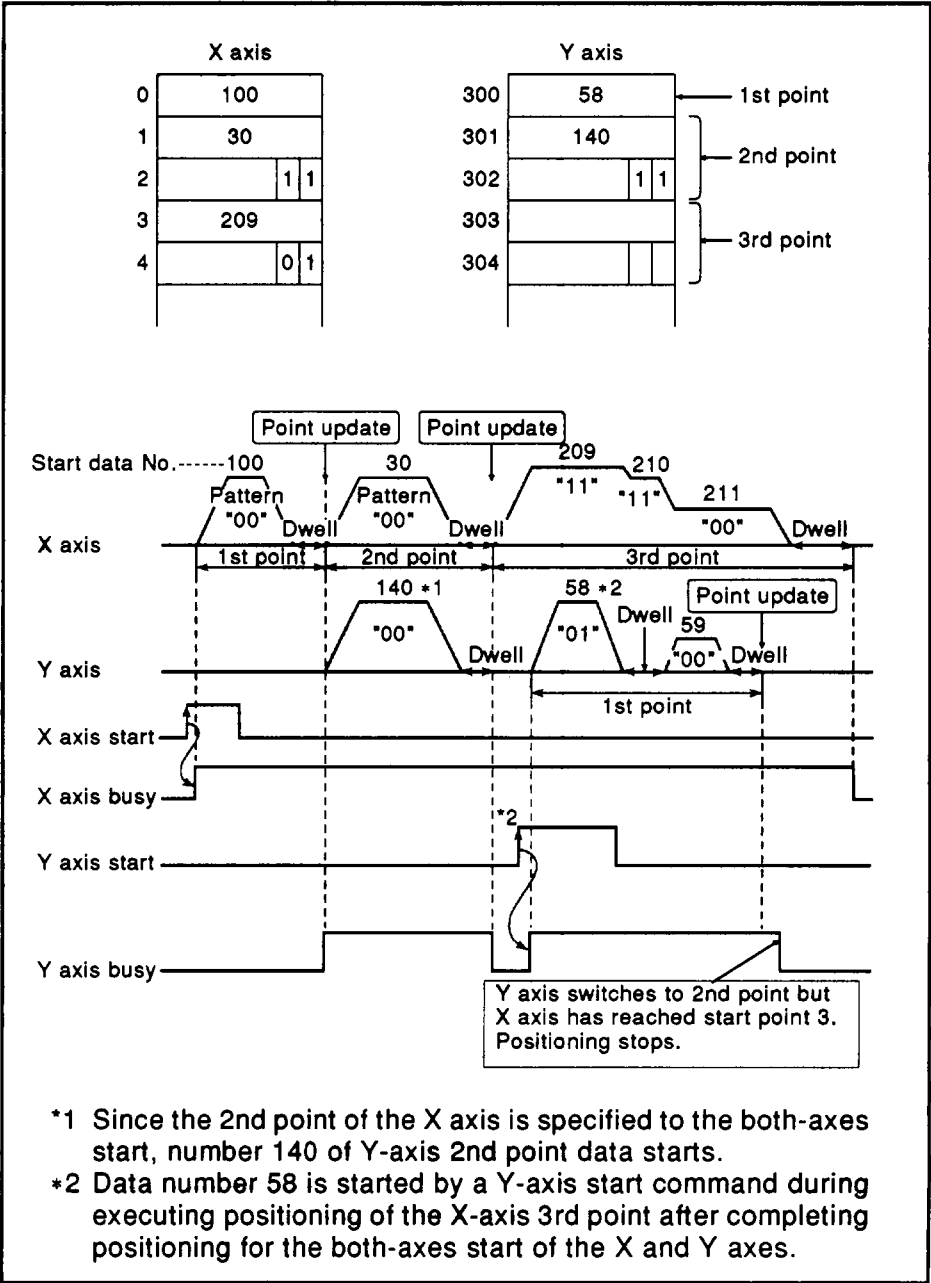 X axis
Y axis
0 100 300 58 1st point
1 30 301 140
2nd point
2 1 1 302 1 1
3 209 303
3rd point
4 0 1 304
Point update Point update
Start data No.------100 30 209 210
Pattern Pattern "11" "11" 211
"00" "00" "00"
Dwell Dwell Dwell
X axis
1st point 2nd point 3rd point
140 *1 58 *2 Point update
Dwell 59
"00" "01" "00"
Dwell Dwell
Y axis
1st point
X axis start
X axis busy
*2
Y axis start
Y axis busy
Y axis switches to 2nd point but
X axis has reached start point 3.
Positioning stops.
*1 Since the 2nd point of the X axis is specified to the both-axes
start, number 140 of Y-axis 2nd point data starts.
*2 Data number 58 is started by a Y-axis start command during
executing positioning of the X-axis 3rd point after completing
positioning for the both-axes start of the X and Y axes.